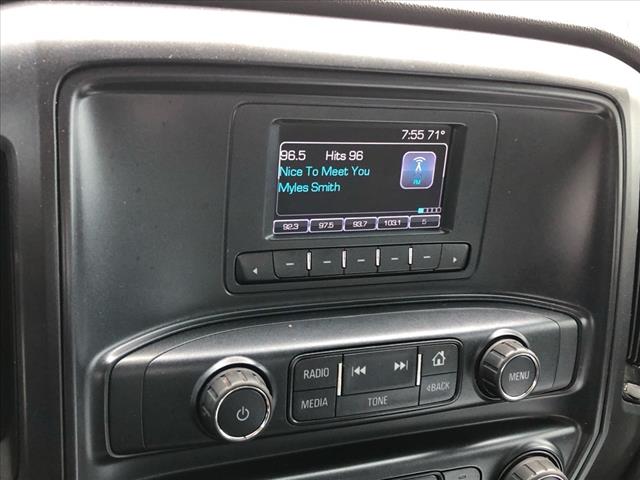 7:55 71°
96.5 Hits 96
Nice To Meet You
Myles Smith
FM
92.3 97.5 93.7 103.1 5
RADIO
MEDIA
TONE
BACK
MENU